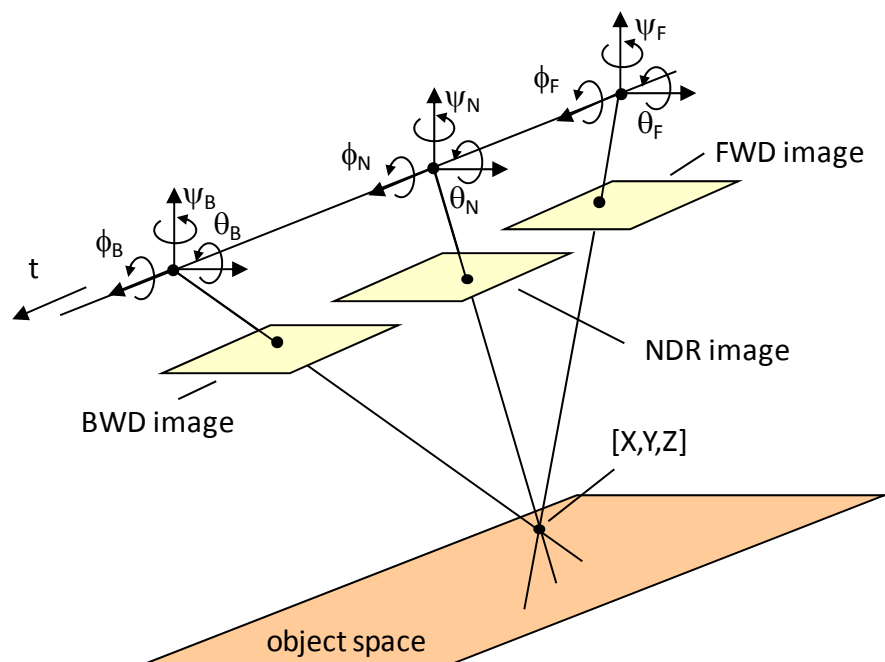 ψF
ϕF
θF
FWD image
ψN
ϕN
θN
ψB
ϕB
θB
t
NDR image
BWD image
[X,Y,Z]
object space